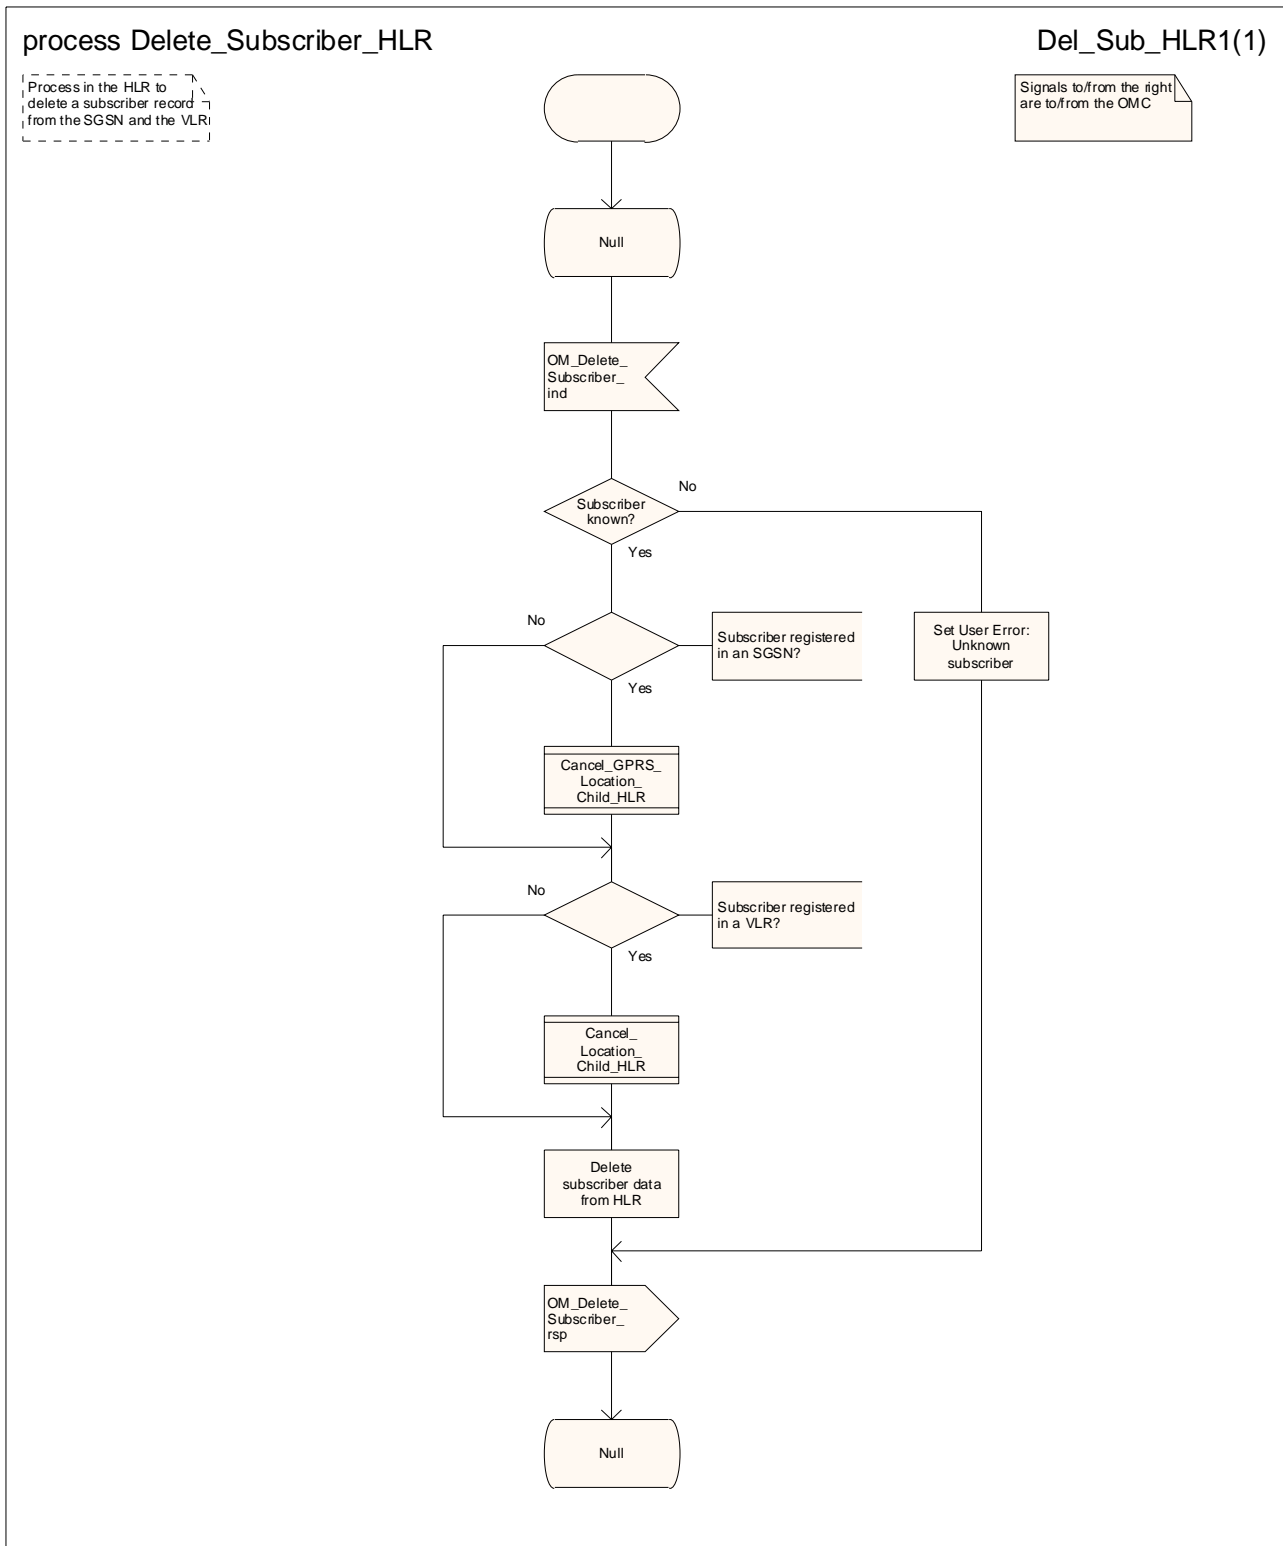 process Delete_Subscriber_HLR
Del_Sub_HLR1(1)
Process in the HLR to
delete a subscriber record
from the SGSN and the VLR
Signals to/from the right
are to/from the OMC
Null
OM_Delete_
Subscriber_
ind
Subscriber
known?
No
Yes
No
Subscriber registered
in an SGSN?
Set User Error:
Unknown
subscriber
Yes
Cancel_GPRS_
Location_
Child_HLR
No
Subscriber registered
in a VLR?
Yes
Cancel_
Location_
Child_HLR
Delete
subscriber data
from HLR
OM_Delete_
Subscriber_
rsp
Null